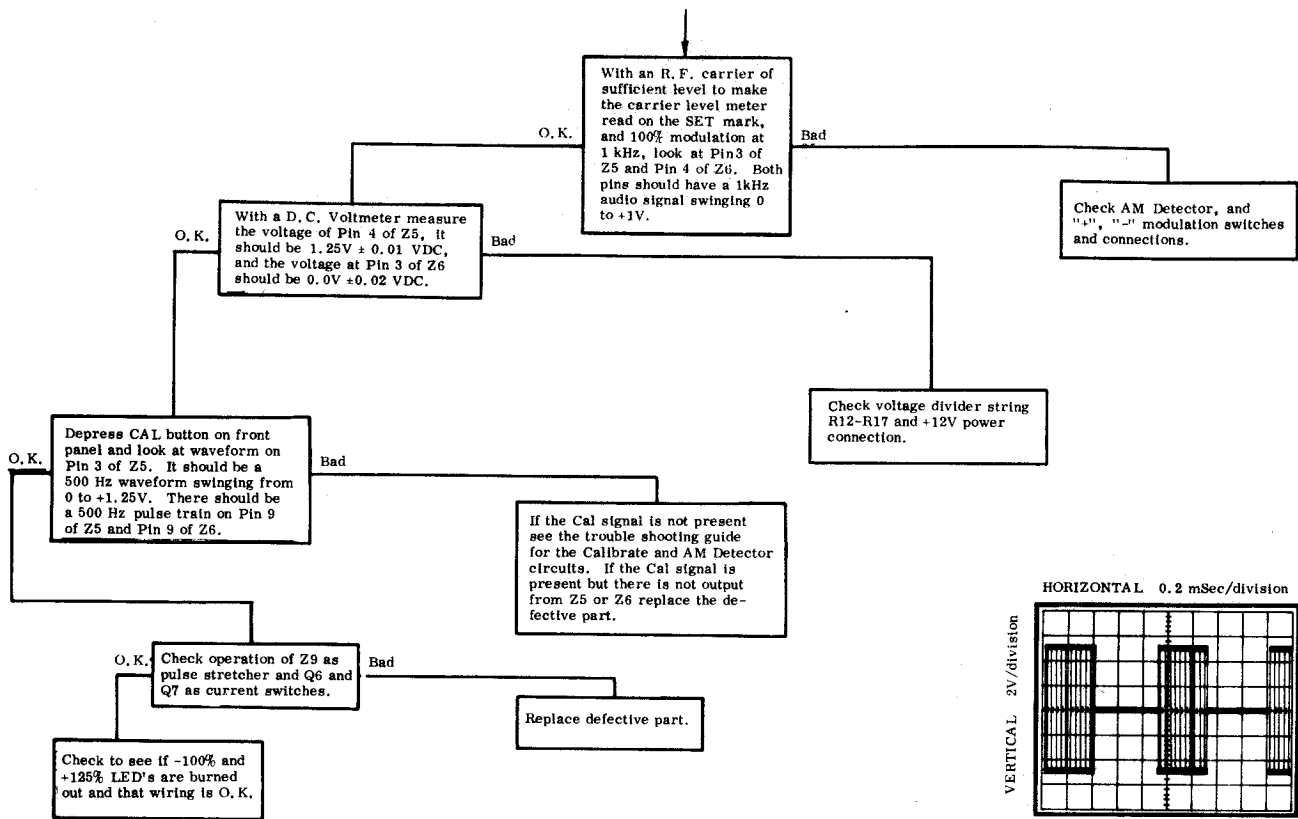 With an R.F. carrier of
sufficient level to make
the carrier level meter
read on the SET mark,
and 100% modulation at
1 kHz, look at Pin3 of
Z5 and Pin 4 of Z6. Both
pins should have a 1kHz
audio signal swinging 0
to +1V.
O.K.
Bad
Check AM Detector, and
"+", "-" modulation switches
and connections.
With a D.C. Voltmeter measure
the voltage of Pin 4 of Z5, it
should be 1.25V ± 0.01 VDC,
and the voltage at Pin 3 of Z6
should be 0.0V ±0.02 VDC.
O.K.
Bad
Check voltage divider string
R12-R17 and +12V power
connection.
Depress CAL button on front
panel and look at waveform on
Pin 3 of Z5. It should be a
500 Hz waveform swinging from
0 to +1.25V. There should be
a 500 Hz pulse train on Pin 9
of Z5 and Pin 9 of Z6.
O.K.
Bad
If the Cal signal is not present
see the trouble shooting guide
for the Calibrate and AM Detector
circuits. If the Cal signal is
present but there is not output
from Z5 or Z6 replace the de-
fective part.
Check operation of Z9 as
pulse stretcher and Q6 and
Q7 as current switches.
O.K.
Bad
Replace defective part.
Check to see if -100% and
+125% LED's are burned
out and that wiring is O.K.
HORIZONTAL 0.2 mSec/division
VERTICAL 2V/division